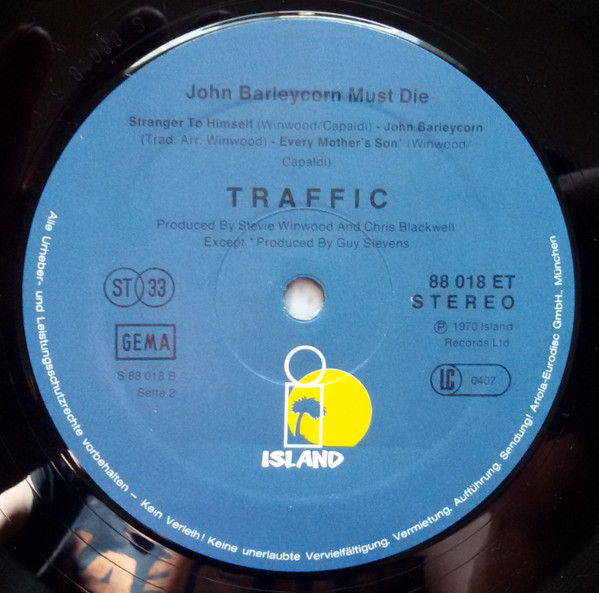 John Barleycorn Must Die
Stranger To Himself (Winwood/Capaldi) - John Barleycorn
(Trad. Arr. Winwood) - Every Mother's Son* (Winwood/
Capaldi)
TRAFFIC
Produced By Stevie Winwood And Chris Blackwell
Except * Produced By Guy Stevens
ST 33
GEMA
S 88 018 B
Seite 2
88 018 ET
STEREO
℗ 1970 Island
Records Ltd.
LC 0407
ISLAND
Alle Urheber- und Leistungsschutzrechte vorbehalten – Kein Verleih! Keine unerlaubte Vervielfältigung, Vermietung, Aufführung, Sendung! Ariola-Eurodisc GmbH., München